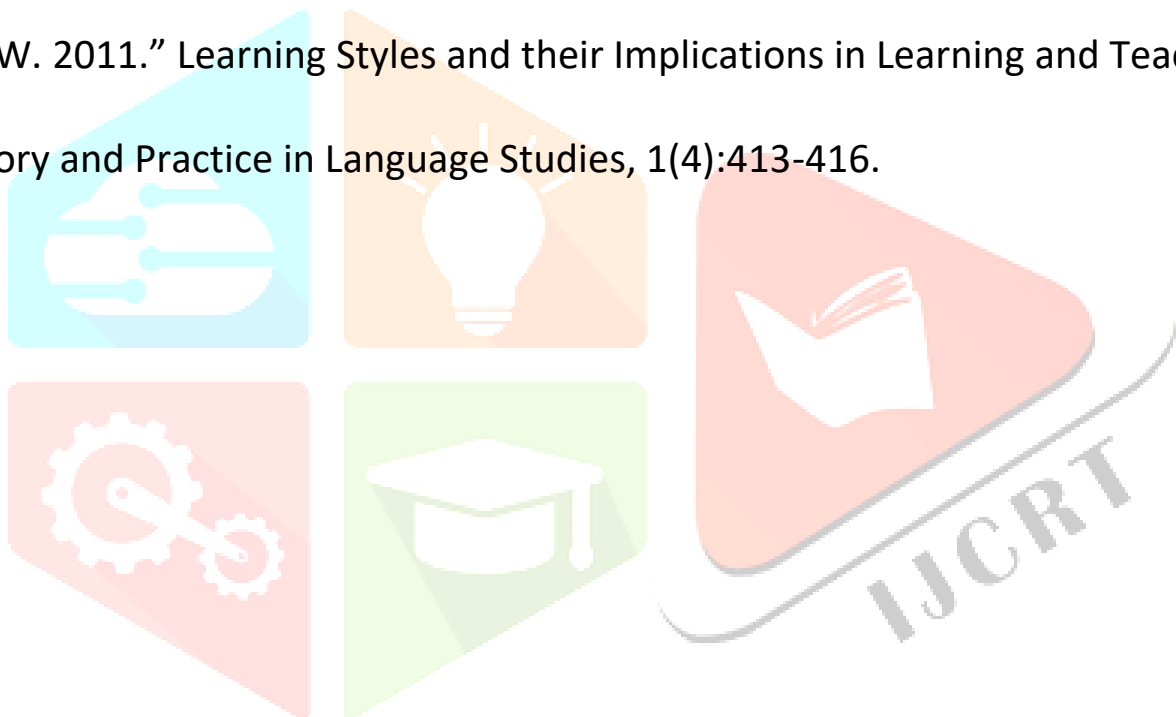 W. 2011.” Learning Styles and their Implications in Learning and
ory and Practice in Language Studies, 1(4):413-416.
IJCRT